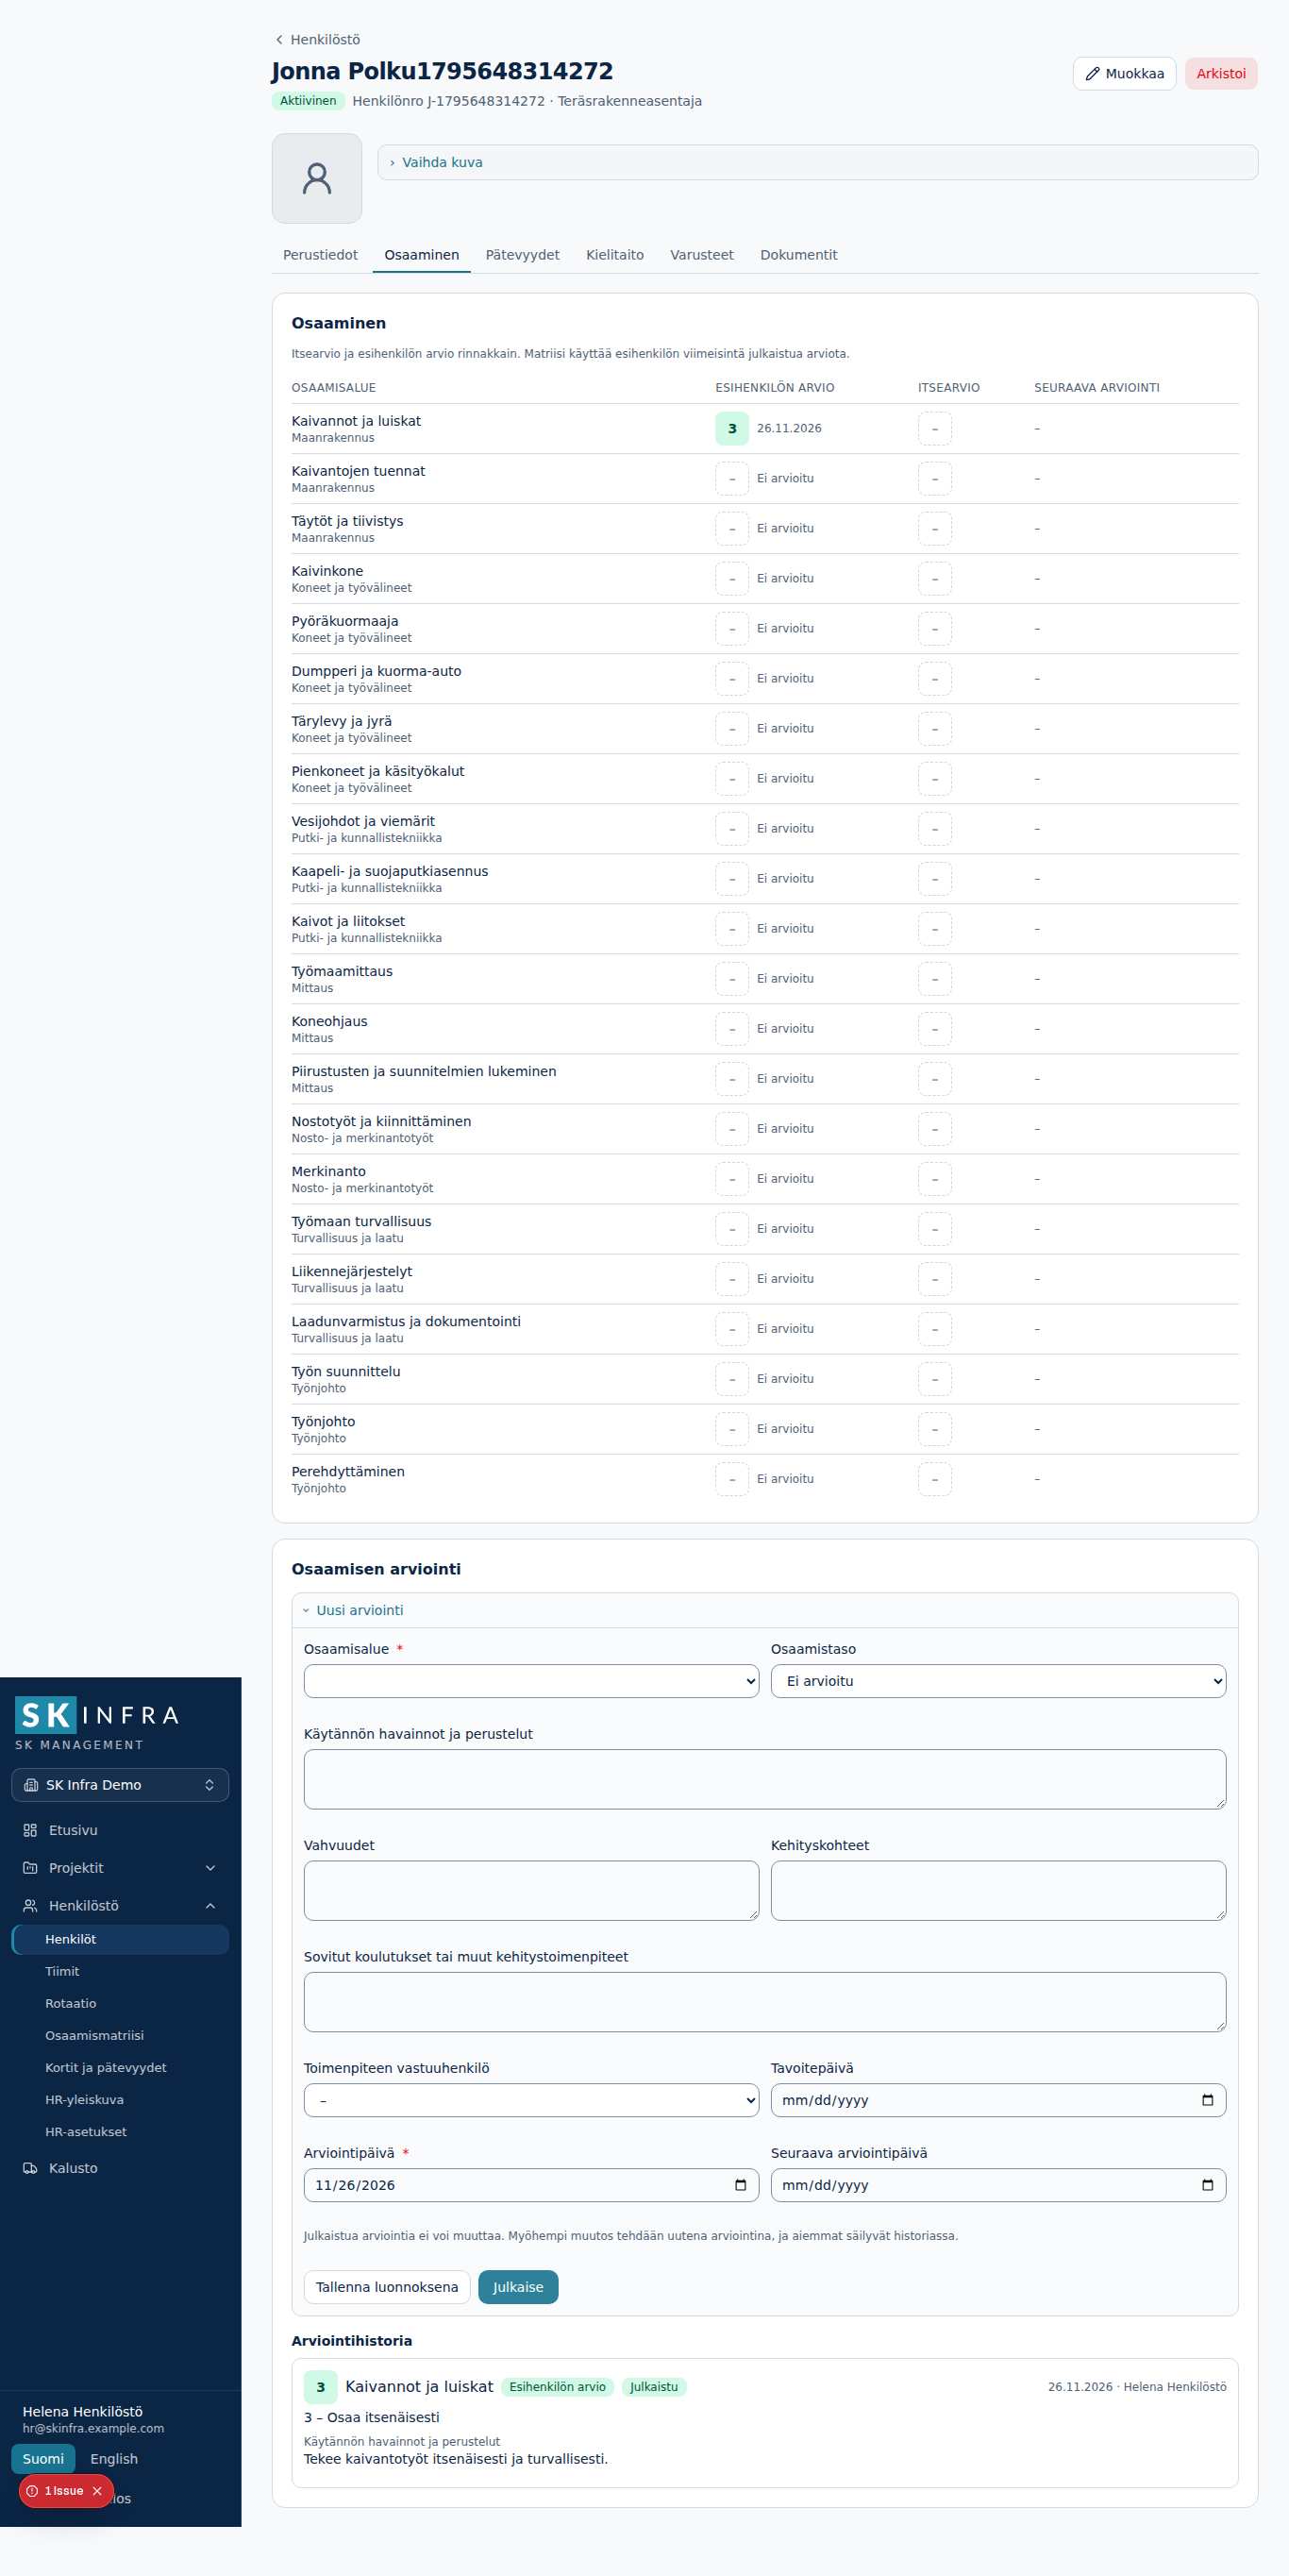 Henkilöstö
Jonna Polku1795648314272
Muokkaa
Arkistoi
Aktiivinen Henkilönro J-1795648314272 · Teräsrakenneasentaja
› Vaihda kuva
Perustiedot Osaaminen Pätevyydet Kielitaito Varusteet Dokumentit
Osaaminen
Itsearvio ja esihenkilön arvio rinnakkain. Matriisi käyttää esihenkilön viimeisintä julkaistua arviota.
OSAAMISALUE ESIHENKILÖN ARVIO ITSEARVIO SEURAAVA ARVIOINTI
Kaivannot ja luiskat
Maanrakennus
3 26.11.2026 – –
Kaivantojen tuennat
Maanrakennus
– Ei arvioitu – –
Täytöt ja tiivistys
Maanrakennus
– Ei arvioitu – –
Kaivinkone
Koneet ja työvälineet
– Ei arvioitu – –
Pyöräkuormaaja
Koneet ja työvälineet
– Ei arvioitu – –
Dumpperi ja kuorma-auto
Koneet ja työvälineet
– Ei arvioitu – –
Tärylevy ja jyrä
Koneet ja työvälineet
– Ei arvioitu – –
Pienkoneet ja käsityökalut
Koneet ja työvälineet
– Ei arvioitu – –
Vesijohdot ja viemärit
Putki- ja kunnallistekniikka
– Ei arvioitu – –
Kaapeli- ja suojaputkiasennus
Putki- ja kunnallistekniikka
– Ei arvioitu – –
Kaivot ja liitokset
Putki- ja kunnallistekniikka
– Ei arvioitu – –
Työmaamittaus
Mittaus
– Ei arvioitu – –
Koneohjaus
Mittaus
– Ei arvioitu – –
Piirustusten ja suunnitelmien lukeminen
Mittaus
– Ei arvioitu – –
Nostotyöt ja kiinnittäminen
Nosto- ja merkinantotyöt
– Ei arvioitu – –
Merkinanto
Nosto- ja merkinantotyöt
– Ei arvioitu – –
Työmaan turvallisuus
Turvallisuus ja laatu
– Ei arvioitu – –
Liikennejärjestelyt
Turvallisuus ja laatu
– Ei arvioitu – –
Laadunvarmistus ja dokumentointi
Turvallisuus ja laatu
– Ei arvioitu – –
Työn suunnittelu
Työnjohto
– Ei arvioitu – –
Työnjohto
Työnjohto
– Ei arvioitu – –
Perehdyttäminen
Työnjohto
– Ei arvioitu – –
Osaamisen arviointi
Uusi arviointi
Osaamisalue * Osaamistaso
Ei arvioitu
Käytännön havainnot ja perustelut
Vahvuudet Kehityskohteet
Sovitut koulutukset tai muut kehitystoimenpiteet
Toimenpiteen vastuuhenkilö Tavoitepäivä
– mm/dd/yyyy
Arviointipäivä * Seuraava arviointipäivä
11/26/2026 mm/dd/yyyy
Julkaistua arviointia ei voi muuttaa. Myöhempi muutos tehdään uutena arviointina, ja aiemmat säilyvät historiassa.
Tallenna luonnoksena Julkaise
Arviointihistoria
3 Kaivannot ja luiskat Esihenkilön arvio Julkaistu 26.11.2026 · Helena Henkilöstö
3 – Osaa itsenäisesti
Käytännön havainnot ja perustelut
Tekee kaivantotyöt itsenäisesti ja turvallisesti.
SK INFRA
SK MANAGEMENT
SK Infra Demo
Etusivu
Projektit
Henkilöstö
Henkilöt
Tiimit
Rotaatio
Osaamismatriisi
Kortit ja pätevyydet
HR-yleiskuva
HR-asetukset
Kalusto
Helena Henkilöstö
hr@skinfra.example.com
Suomi English
1 Issue